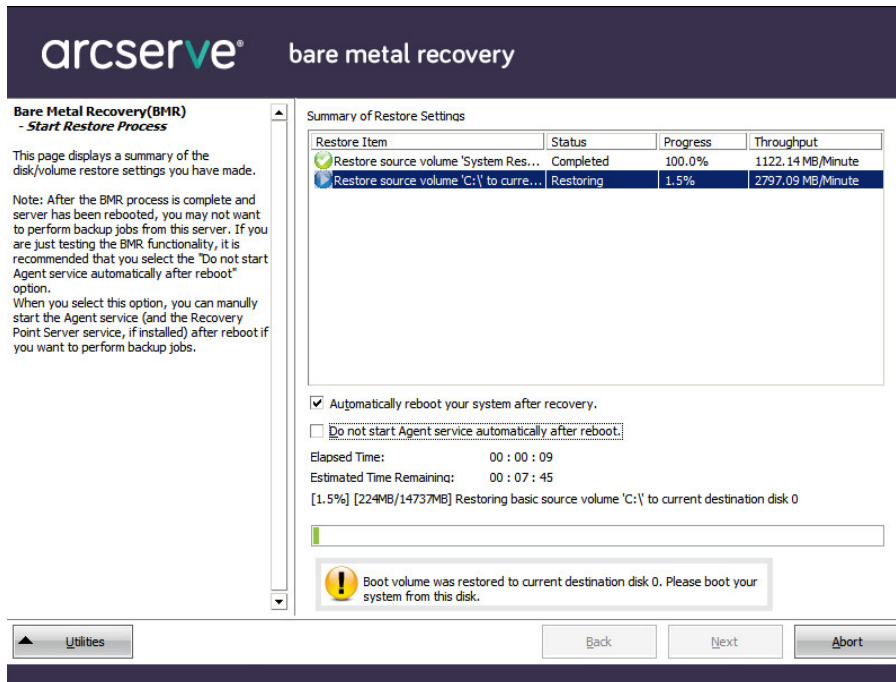 arcserve® bare metal recovery
Bare Metal Recovery(BMR)
- Start Restore Process
This page displays a summary of the
disk/volume restore settings you have made.
Note: After the BMR process is complete and
server has been rebooted, you may not want
to perform backup jobs from this server. If you
are just testing the BMR functionality, it is
recommended that you select the "Do not start
Agent service automatically after reboot"
option.
When you select this option, you can manully
start the Agent service (and the Recovery
Point Server service, if installed) after reboot if
you want to perform backup jobs.
Summary of Restore Settings
Restore Item Status Progress Throughput
Restore source volume 'System Res... Completed 100.0% 1122.14 MB/Minute
Restore source volume 'C:\' to curre... Restoring 1.5% 2797.09 MB/Minute
Automatically reboot your system after recovery.
Do not start Agent service automatically after reboot.
Elapsed Time: 00 : 00 : 09
Estimated Time Remaining: 00 : 07 : 45
[1.5%] [224MB/14737MB] Restoring basic source volume 'C:\' to current destination disk 0
Boot volume was restored to current destination disk 0. Please boot your
system from this disk.
Utilities Back Next Abort